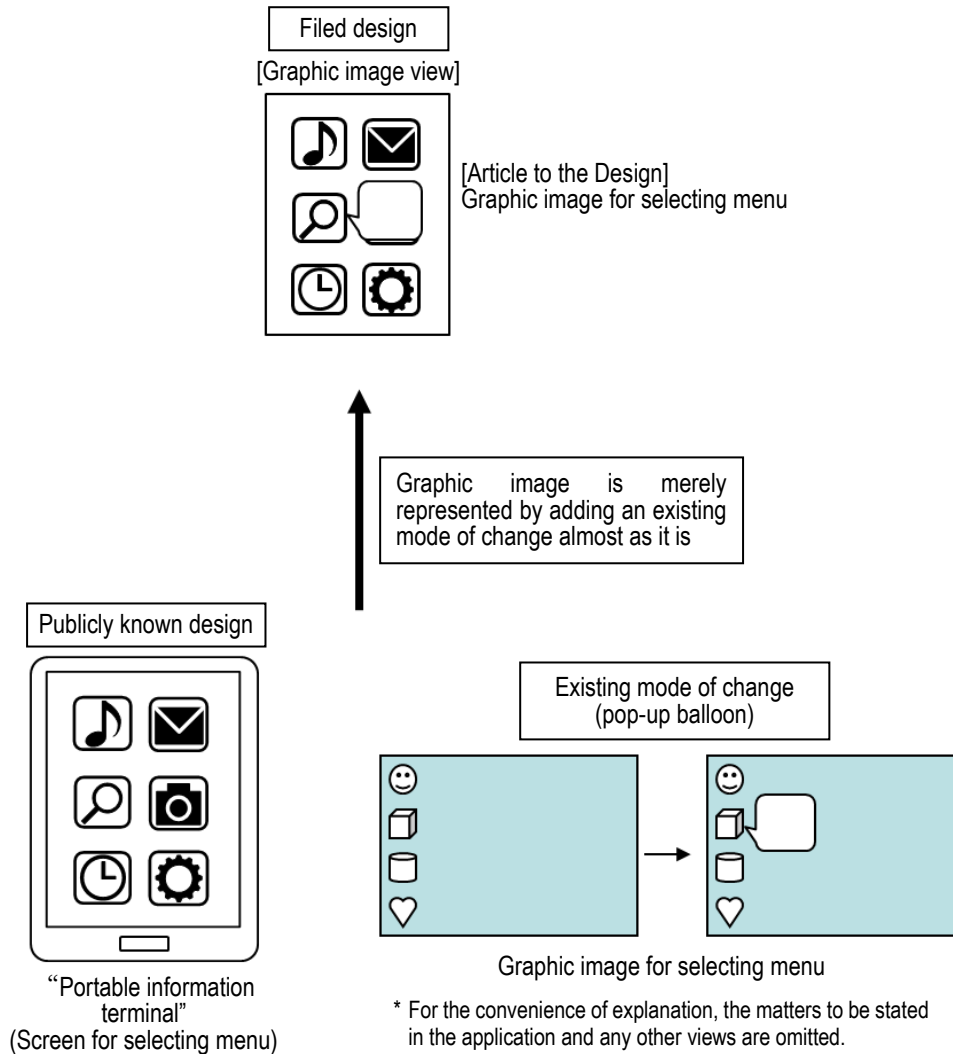 Filed design
[Graphic image view]
[Article to the Design]
Graphic image for selecting menu
Graphic image is merely
represented by adding an existing
mode of change almost as it is
Publicly known design
“Portable information
terminal”
(Screen for selecting menu)
Existing mode of change
(pop-up balloon)
Graphic image for selecting menu
* For the convenience of explanation, the matters to be stated
in the application and any other views are omitted.